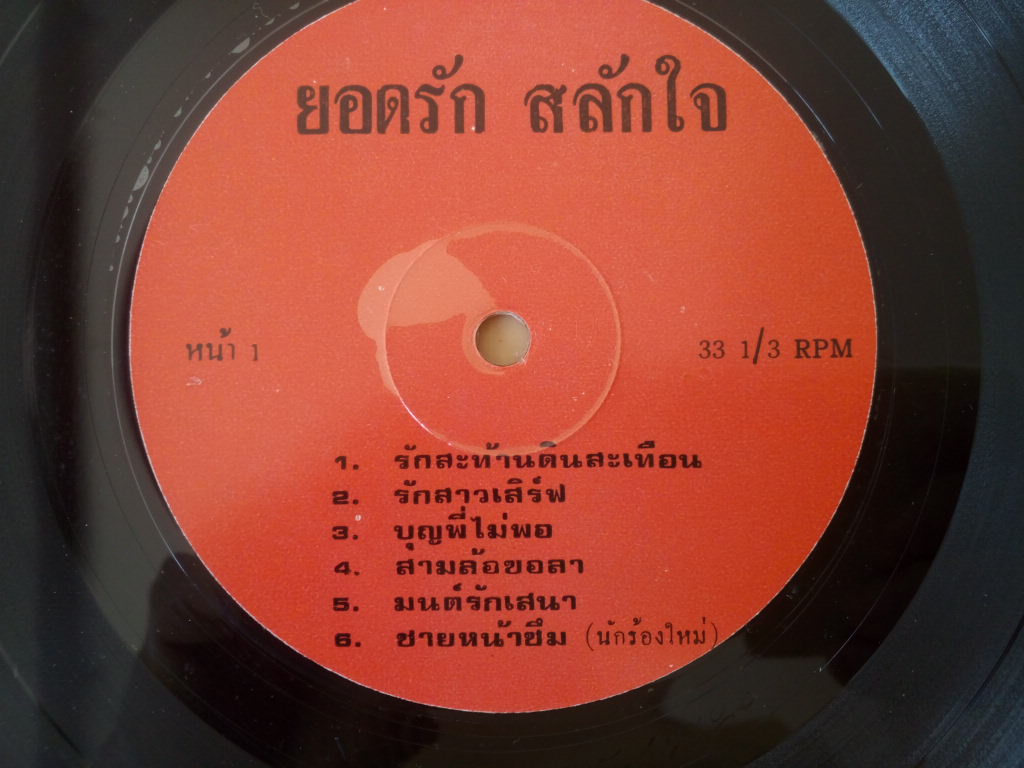 ยอดรัก สลักใจ
หน้า 1
33 1/3 RPM
1. รักสะท้านดินสะเทือน
2. รักสาวเสิร์ฟ
3. บุญพี่ไม่พอ
4. สามล้อขอลา
5. มนต์รักเสนา
6. ชายหน้าซึม (นักร้องใหม่)